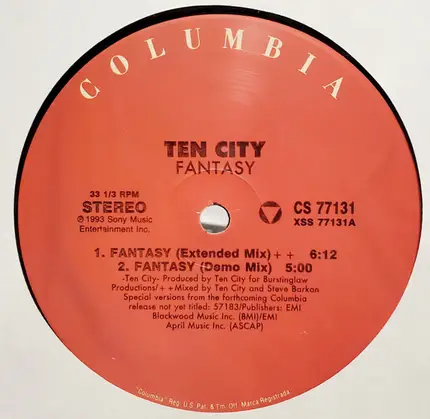 COLUMBIA
TEN CITY
FANTASY
33 1/3 RPM
STEREO
℗ 1993 Sony Music
Entertainment Inc.
CS 77131
XSS 77131A
1. FANTASY (Extended Mix) + + 6:12
2. FANTASY (Demo Mix) 5:00
-Ten City- Produced by Ten City for Burstinglaw
Productions/ +Mixed by Ten City and Steve Barkan
Special versions from the forthcoming Columbia
release not yet titled: 57183/Publishers: EMI
Blackwood Music Inc. (BMI)/EMI
April Music Inc. (ASCAP)
"Columbia" Reg. U.S. Pat. & Tm. Off. Marca Registrada.